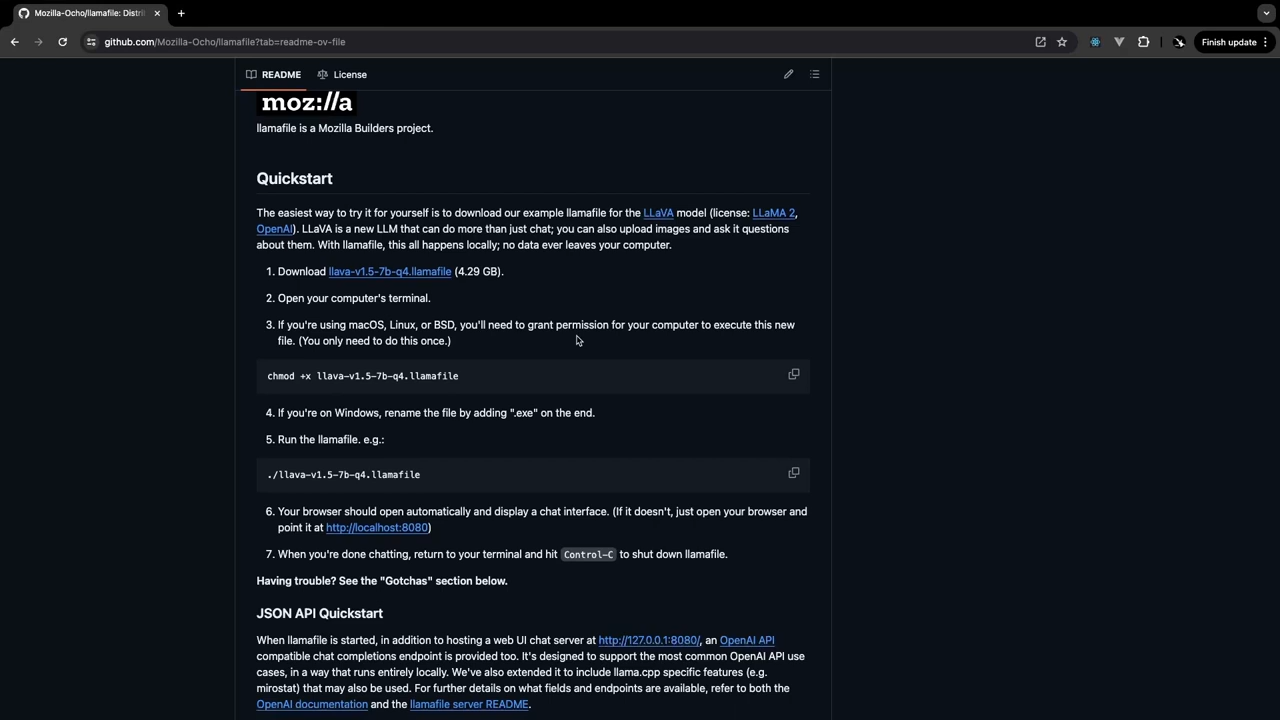 Mozilla-Ocho/llamafile: Distri
github.com/Mozilla-Ocho/llamafile?tab=readme-ov-file
Finish update
README
License
moz://a
llamafile is a Mozilla Builders project.
Quickstart
The easiest way to try it for yourself is to download our example llamafile for the LLaVA model (license: LLaMA 2,
OpenAI). LLaVA is a new LLM that can do more than just chat; you can also upload images and ask it questions
about them. With llamafile, this all happens locally; no data ever leaves your computer.
1. Download llava-v1.5-7b-q4.llamafile (4.29 GB).
2. Open your computer's terminal.
3. If you're using macOS, Linux, or BSD, you'll need to grant permission for your computer to execute this new
file. (You only need to do this once.)
chmod +x llava-v1.5-7b-q4.llamafile
4. If you're on Windows, rename the file by adding ".exe" on the end.
5. Run the llamafile. e.g.:
./llava-v1.5-7b-q4.llamafile
6. Your browser should open automatically and display a chat interface. (If it doesn't, just open your browser and
point it at http://localhost:8080)
7. When you're done chatting, return to your terminal and hit Control-C to shut down llamafile.
Having trouble? See the "Gotchas" section below.
JSON API Quickstart
When llamafile is started, in addition to hosting a web UI chat server at http://127.0.0.1:8080/, an OpenAI API
compatible chat completions endpoint is provided too. It's designed to support the most common OpenAI API use
cases, in a way that runs entirely locally. We've also extended it to include llama.cpp specific features (e.g.
mirostat) that may also be used. For further details on what fields and endpoints are available, refer to both the
OpenAI documentation and the llamafile server README.